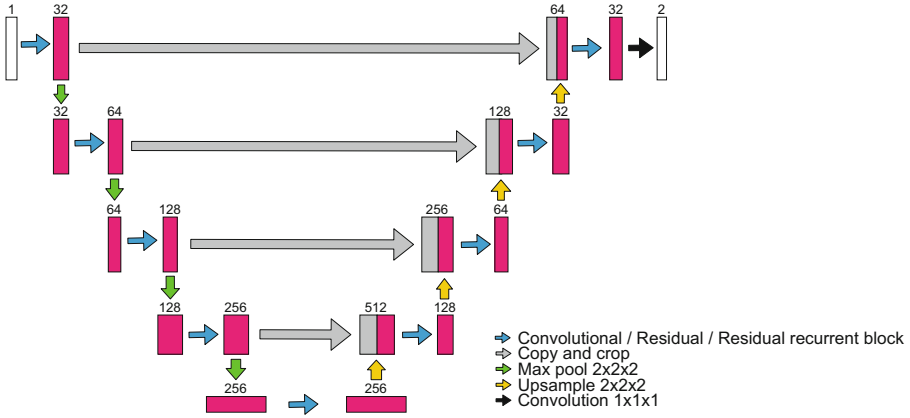 1 32 64 32 2
32 64 128 32
64 128 256 64
128 256 512 128
256 256
Convolutional / Residual / Residual recurrent block
Copy and crop
Max pool 2x2x2
Upsample 2x2x2
Convolution 1x1x1